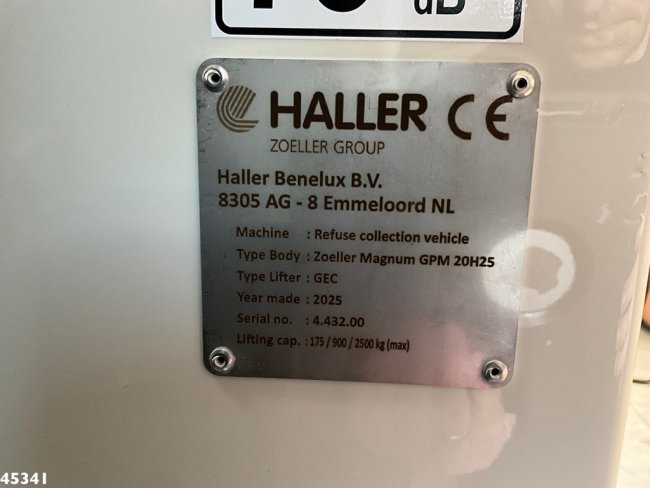 dB
HALLER CE
ZOELLER GROUP
Haller Benelux B.V.
8305 AG - 8 Emmeloord NL
Machine : Refuse collection vehicle
Type Body : Zoeller Magnum GPM 20H25
Type Lifter : GEC
Year made : 2025
Serial no. : 4.432.00
Lifting cap. : 175 / 900 / 2500 kg (max)
45341